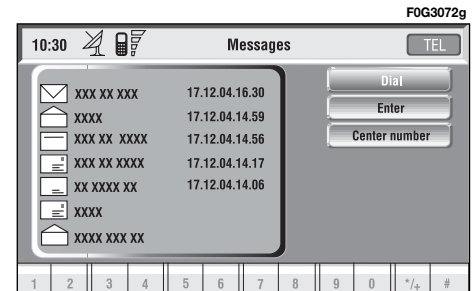 F0G3072g
10:30 Messages TEL
XXX XX XXX 17.12.04.16.30
XXXX 17.12.04.14.59
XXX XX XXXX 17.12.04.14.56
XXX XX XXXX 17.12.04.14.17
XX XXXX XX 17.12.04.14.06
XXXX
XXXX XXX XX
Dial
Enter
Center number
1 2 3 4 5 6 7 8 9 0 */+ #